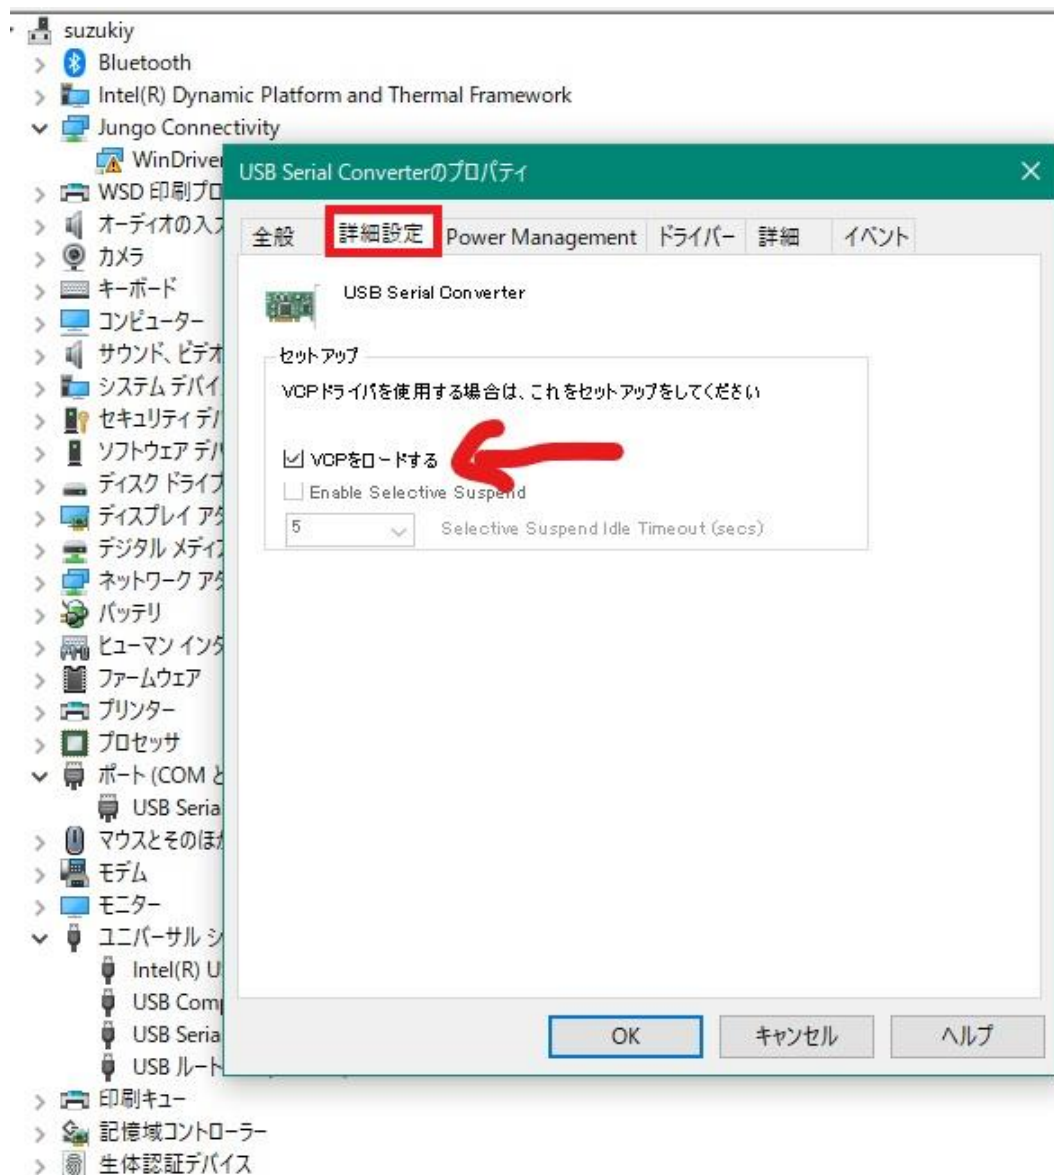 suzukiy
Bluetooth
Intel(R) Dynamic Platform and Thermal Framework
Jungo Connectivity
WinDriver
WSD 印刷プロ
オーディオの入
カメラ
キーボード
コンピューター
サウンド、ビデオ
システム デバイ
セキュリティ デ
ソフトウェア デ
ディスク ドライブ
ディスプレイ ア
デジタル メディ
ネットワーク ア
バッテリ
ヒューマン イン
ファームウェア
プリンター
プロセッサ
ポート (COM と
USB Seria
マウスとそのほ
モデム
モニター
ユニバーサル シ
Intel(R) U
USB Com
USB Seria
USB ルート
印刷キュー
記憶域コントローラー
生体認証デバイス
USB Serial Converterのプロパティ
全般 詳細設定 Power Management ドライバー 詳細 イベント
USB Serial Converter
セットアップ
VCPドライバを使用する場合は、これをセットアップをしてください
VCPをロードする
Enable Selective Suspend
5 Selective Suspend Idle Timeout (secs)
OK キャンセル ヘルプ